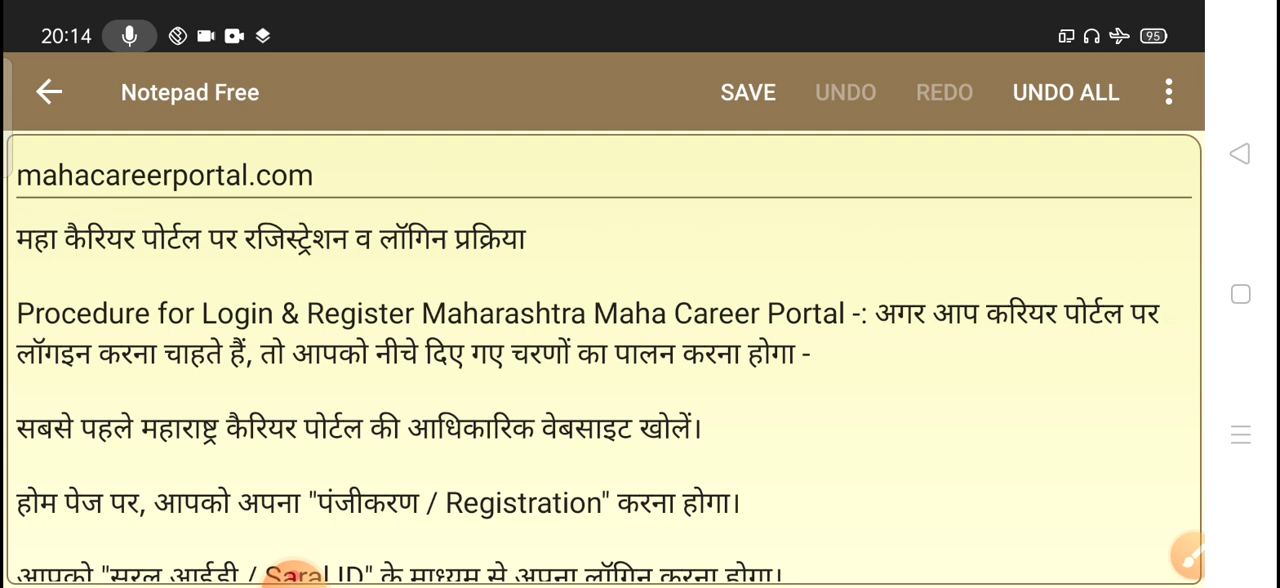 20:14
95
Notepad Free
SAVE
UNDO
REDO
UNDO ALL
mahacareerportal.com
महा कैरियर पोर्टल पर रजिस्ट्रेशन व लॉगिन प्रक्रिया
Procedure for Login & Register Maharashtra Maha Career Portal -: अगर आप करियर पोर्टल पर
लॉगइन करना चाहते हैं, तो आपको नीचे दिए गए चरणों का पालन करना होगा -
सबसे पहले महाराष्ट्र कैरियर पोर्टल की आधिकारिक वेबसाइट खोलें।
होम पेज पर, आपको अपना "पंजीकरण / Registration" करना होगा।
आपको "सरल आईडी / Saral ID" के माध्यम से अपना लॉगिन करना होगा।